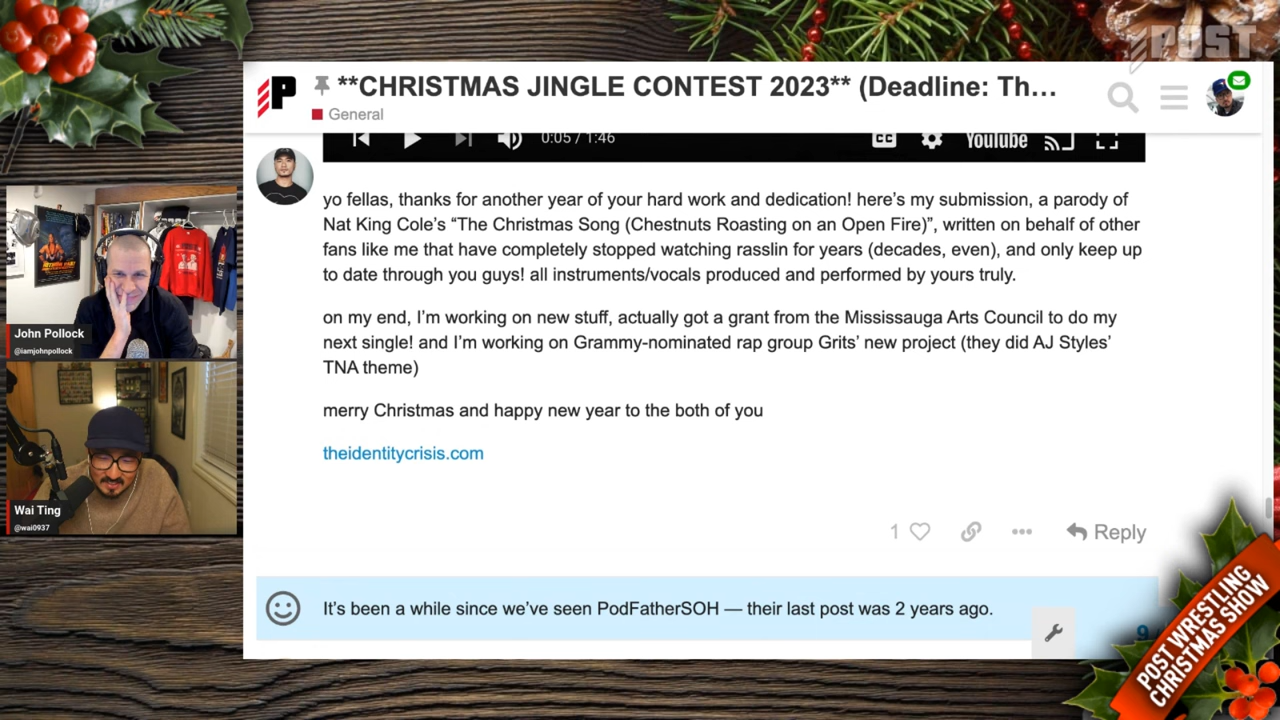 POST
**CHRISTMAS JINGLE CONTEST 2023** (Deadline: Th…
General
0:05 / 1:46
CC
YouTube
yo fellas, thanks for another year of your hard work and dedication! here’s my submission, a parody of
Nat King Cole’s “The Christmas Song (Chestnuts Roasting on an Open Fire)”, written on behalf of other
fans like me that have completely stopped watching rasslin for years (decades, even), and only keep up
to date through you guys! all instruments/vocals produced and performed by yours truly.
on my end, I’m working on new stuff, actually got a grant from the Mississauga Arts Council to do my
next single! and I’m working on Grammy-nominated rap group Grits’ new project (they did AJ Styles’
TNA theme)
merry Christmas and happy new year to the both of you
theidentitycrisis.com
1
Reply
It’s been a while since we’ve seen PodFatherSOH — their last post was 2 years ago.
John Pollock
@iamjohnpollock
Wai Ting
@wai0937
POST WRESTLING
CHRISTMAS SHOW